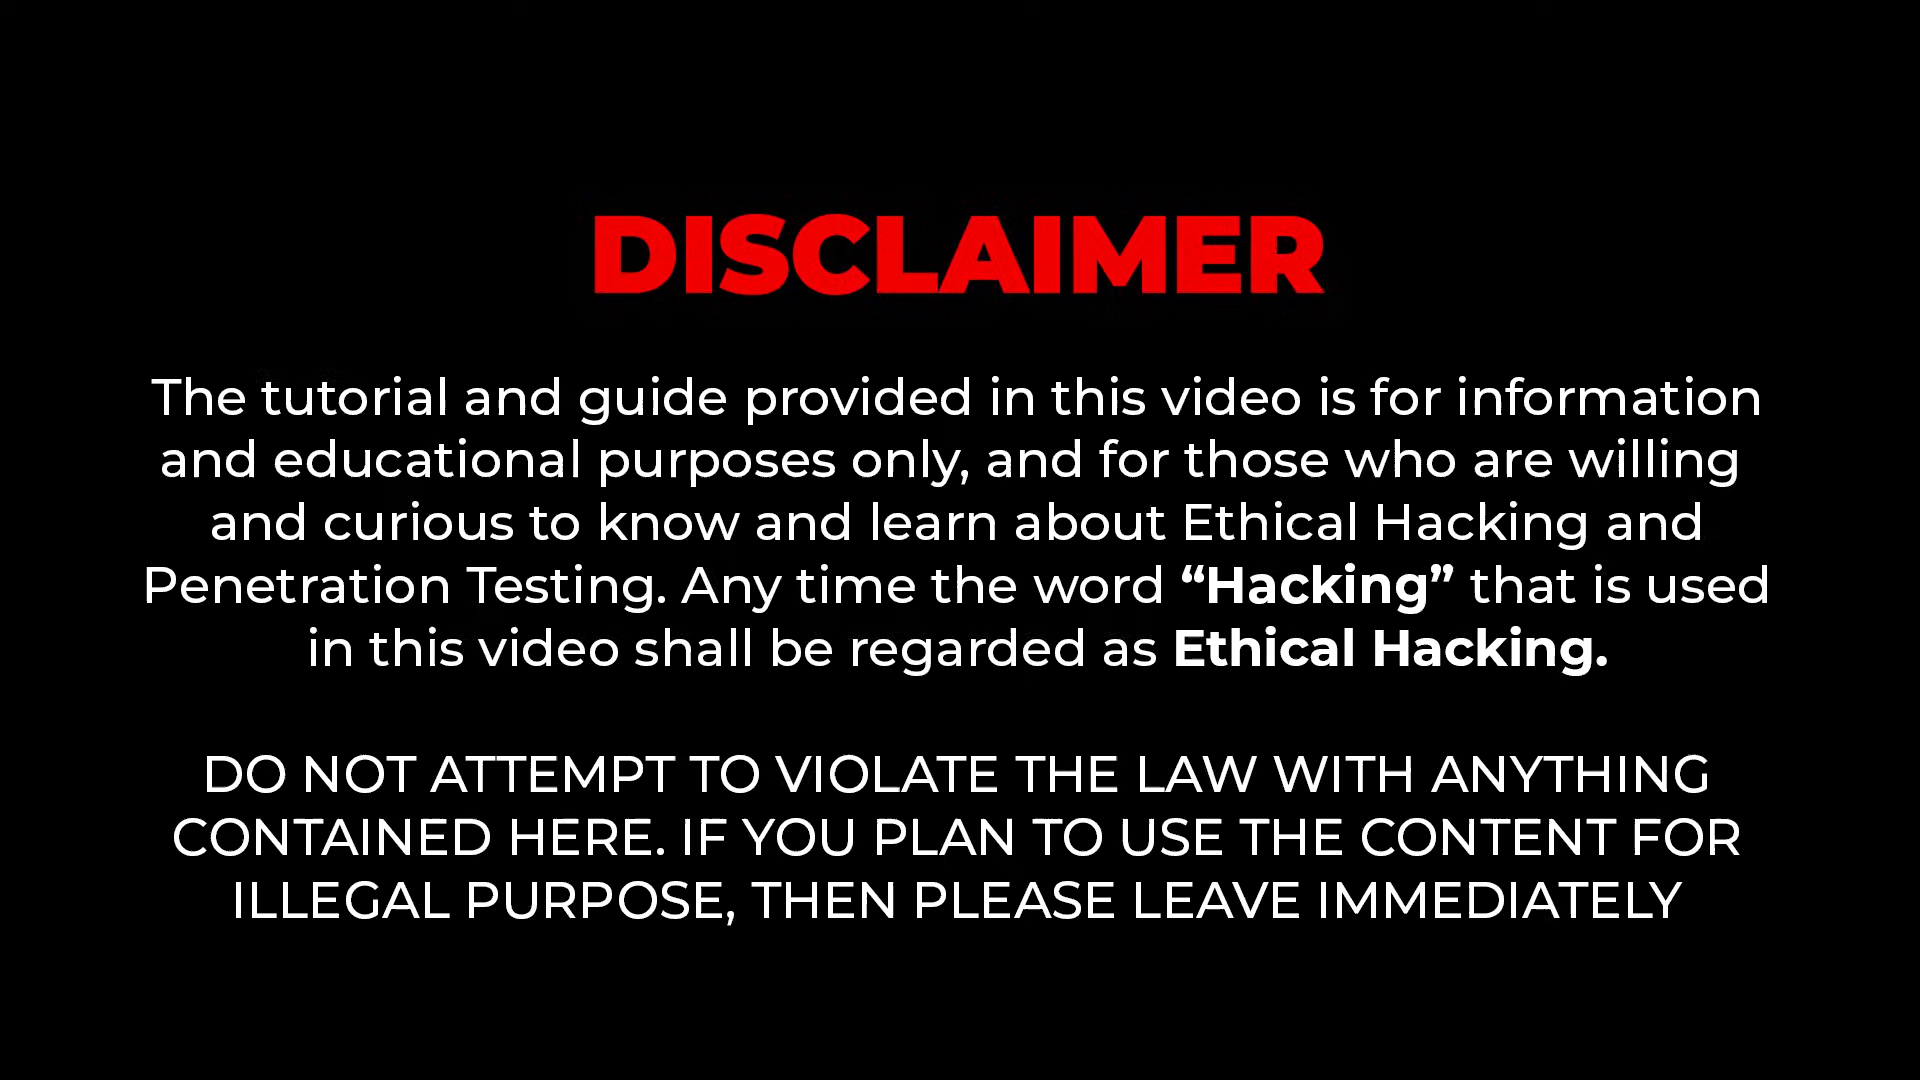 DISCLAIMER
The tutorial and guide provided in this video is for information
and educational purposes only, and for those who are willing
and curious to know and learn about Ethical Hacking and
Penetration Testing. Any time the word “Hacking” that is used
in this video shall be regarded as Ethical Hacking.
DO NOT ATTEMPT TO VIOLATE THE LAW WITH ANYTHING
CONTAINED HERE. IF YOU PLAN TO USE THE CONTENT FOR
ILLEGAL PURPOSE, THEN PLEASE LEAVE IMMEDIATELY